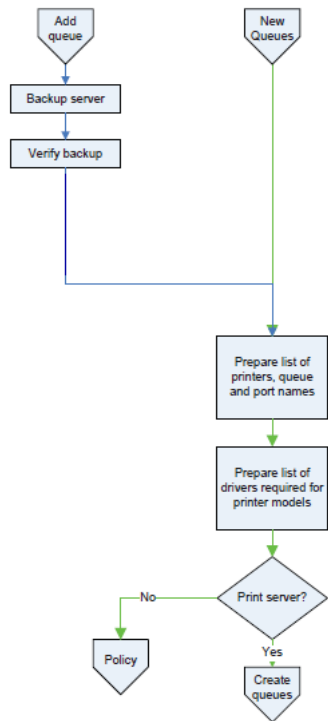 Add
queue
New
Queues
Backup server
Verify backup
Prepare list of
printers, queue
and port names
Prepare list of
drivers required for
printer models
Print server?
No
Yes
Policy
Create
queues